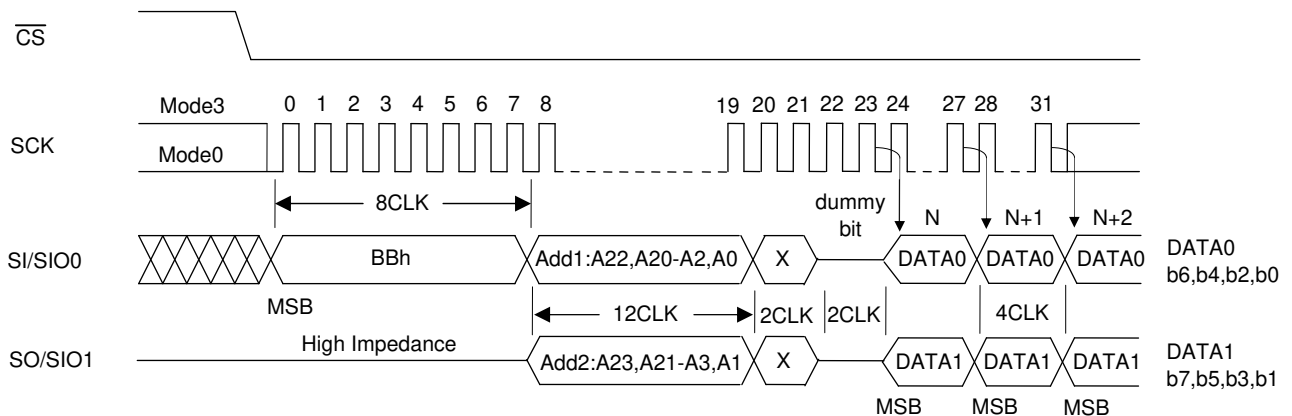 CS
Mode3 0 1 2 3 4 5 6 7 8 19 20 21 22 23 24 27 28 31
SCK
Mode0
8CLK
dummy
bit
N N+1 N+2
SI/SIO0
BBh
Add1:A22,A20-A2,A0
X
DATA0 DATA0 DATA0
DATA0
b6,b4,b2,b0
MSB
12CLK 2CLK 2CLK 4CLK
SO/SIO1
High Impedance
Add2:A23,A21-A3,A1
X
DATA1 DATA1 DATA1
DATA1
b7,b5,b3,b1
MSB MSB MSB